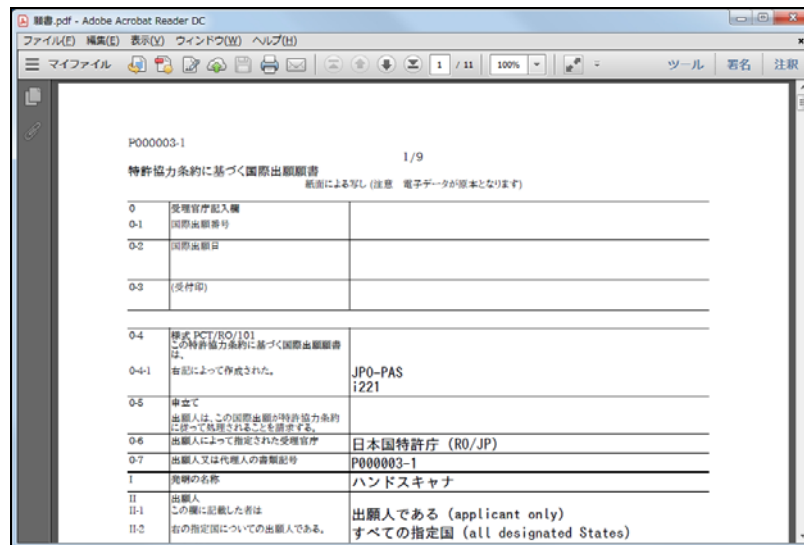 願書.pdf - Adobe Acrobat Reader DC
ファイル(F) 編集(E) 表示(V) ウィンドウ(W) ヘルプ(H)
マイファイル 1 / 11 100% ツール 署名 注釈
P000003-1
1/9
特許協力条約に基づく国際出願願書
紙面による写し(注意 電子データが原本となります)
0 受理官庁記入欄
0-1 国際出願番号
0-2 国際出願日
0-3 (受付印)
0-4 様式 PCT/RO/101
この特許協力条約に基づく国際出願願書
は、
0-4-1 右記によって作成された。 JPO-PAS
i221
0-5 申立て
出願人は、この国際出願が特許協力条約
に従って処理されることを請求する。
0-6 出願人によって指定された受理官庁 日本国特許庁 (RO/JP)
0-7 出願人又は代理人の書類記号 P000003-1
I 発明の名称 ハンドスキャナ
II 出願人
II-1 この欄に記載した者は 出願人である (applicant only)
II-2 右の指定国についての出願人である。 すべての指定国 (all designated States)